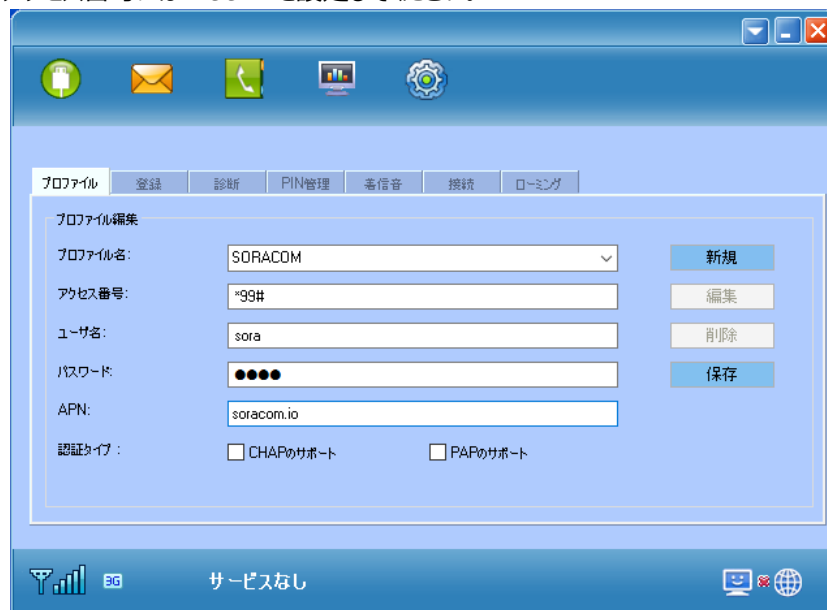 プロファイル 登録 診断 PIN管理 着信音 接続 ローミング
プロファイル編集
プロファイル名: SORACOM 新規
アクセス番号: *99# 編集
ユーザ名: sora 削除
パスワード: ●●●● 保存
APN: soracom.io
認証タイプ : CHAPのサポート PAPのサポート
3G サービスなし